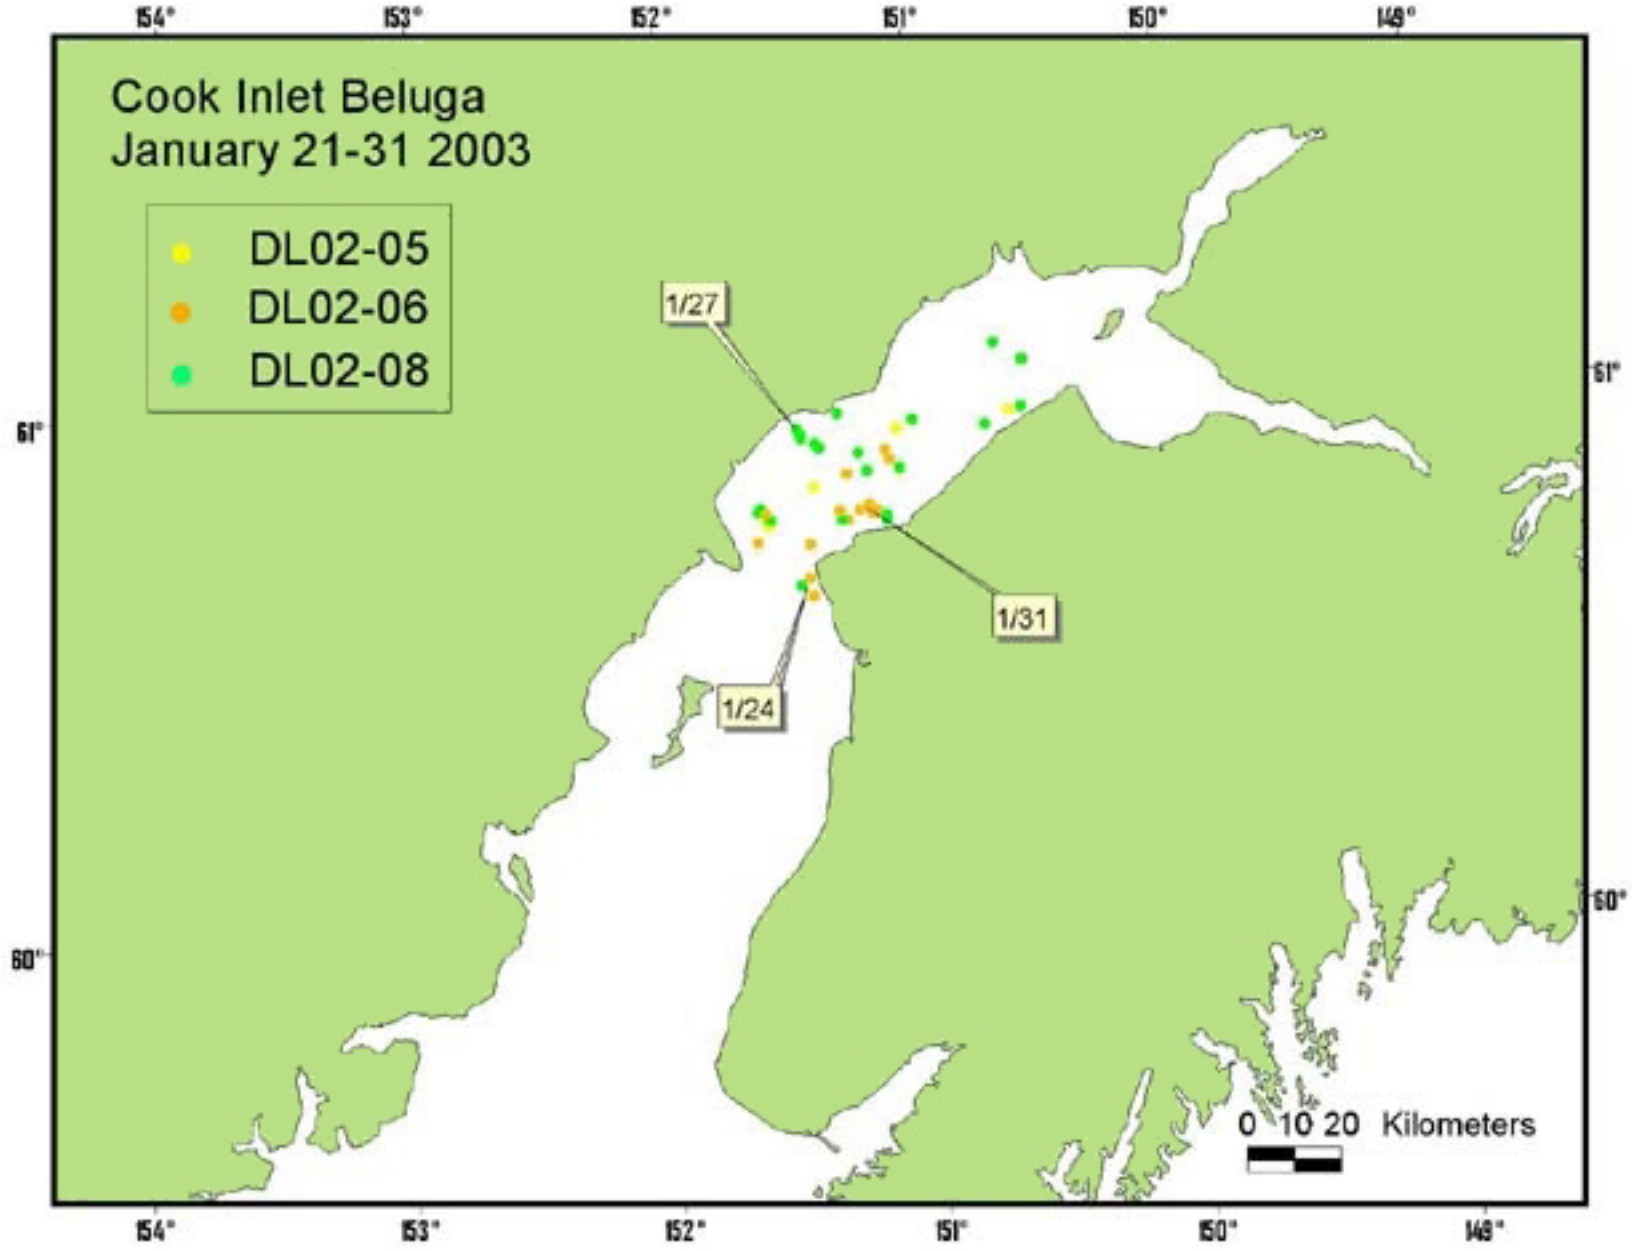 154° 153° 152° 151° 150° 149°
Cook Inlet Beluga
January 21-31 2003
DL02-05
DL02-06
DL02-08
1/27
61°
61°
1/31
1/24
60°
60°
0 10 20 Kilometers
154° 153° 152° 151° 150° 149°